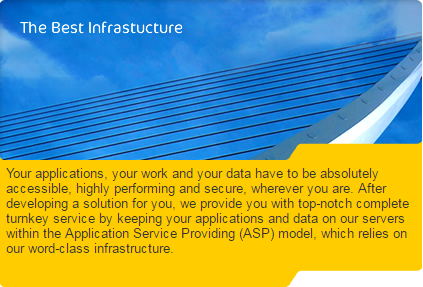 The Best Infrastucture
Your applications, your work and your data have to be absolutely
accessible, highly performing and secure, wherever you are. After
developing a solution for you, we provide you with top-notch complete
turnkey service by keeping your applications and data on our servers
within the Application Service Providing (ASP) model, which relies on
our word-class infrastructure.